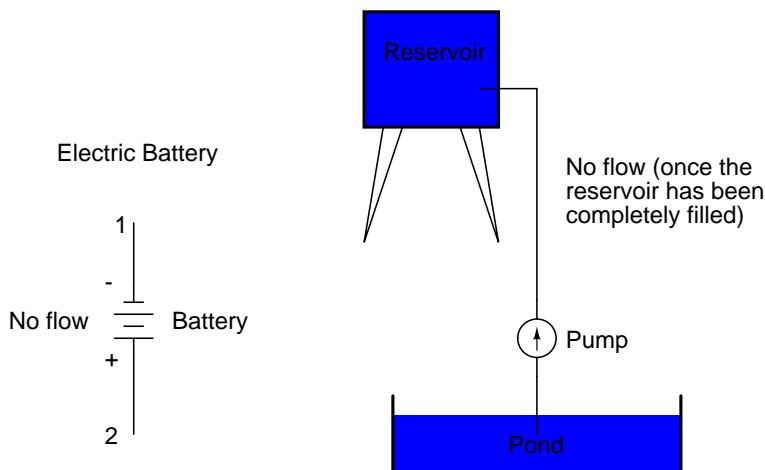 Reservoir
Electric Battery
No flow (once the
reservoir has been
completely filled)
1
-
No flow
Battery
+
2
Pump
Pond